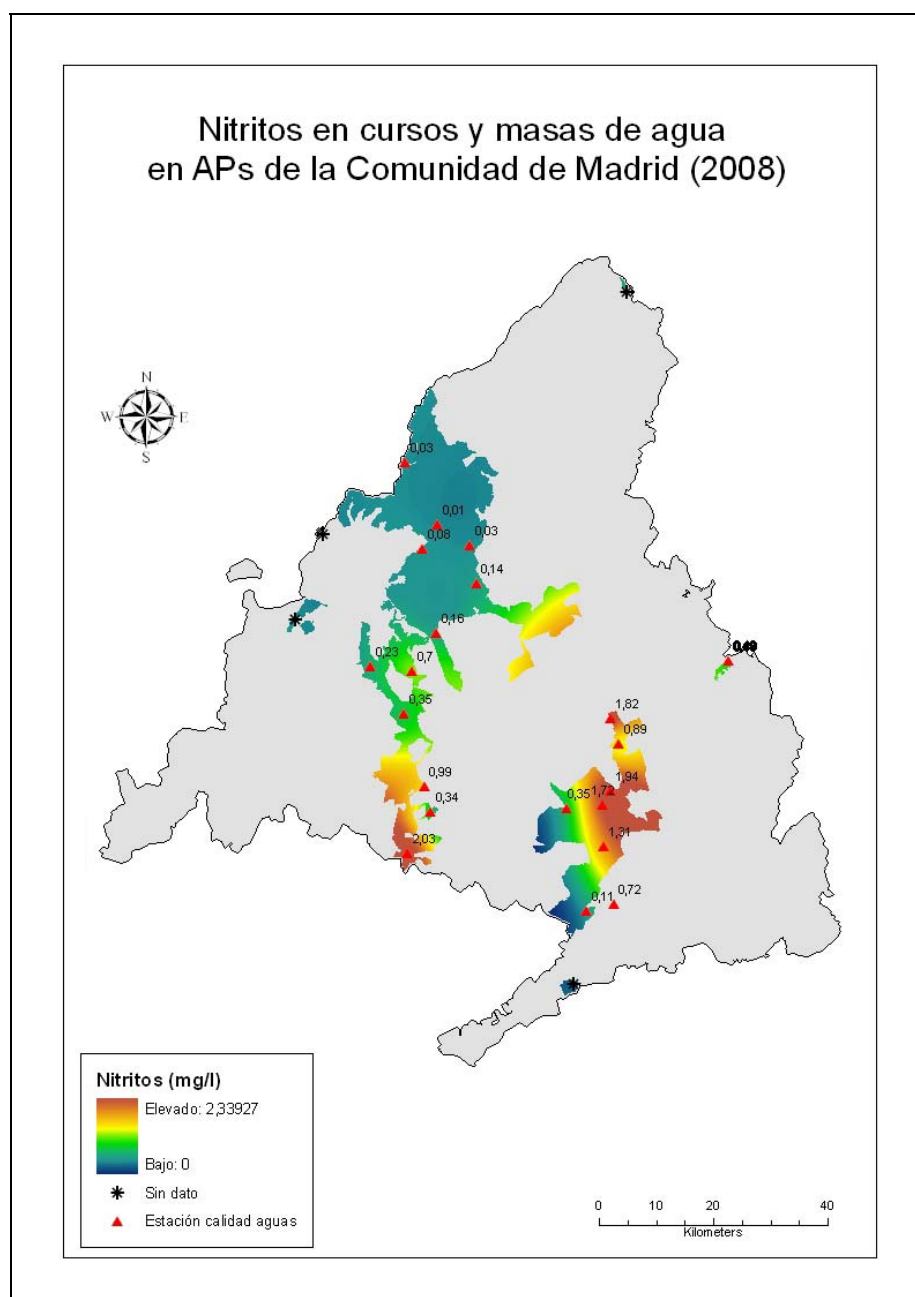 Nitritos en cursos y masas de agua
en APs de la Comunidad de Madrid (2008)
N
W E
S
0,03
0,01
0,08
0,03
0,14
0,16
0,23
0,7
0,35
0,99
0,34
2,03
1,82
0,89
1,94
0,35
1,72
1,31
0,11
0,72
Nitritos (mg/l)
Elevado: 2,33927
Bajo: 0
Sin dato
Estación calidad aguas
0 10 20 40
Kilometers